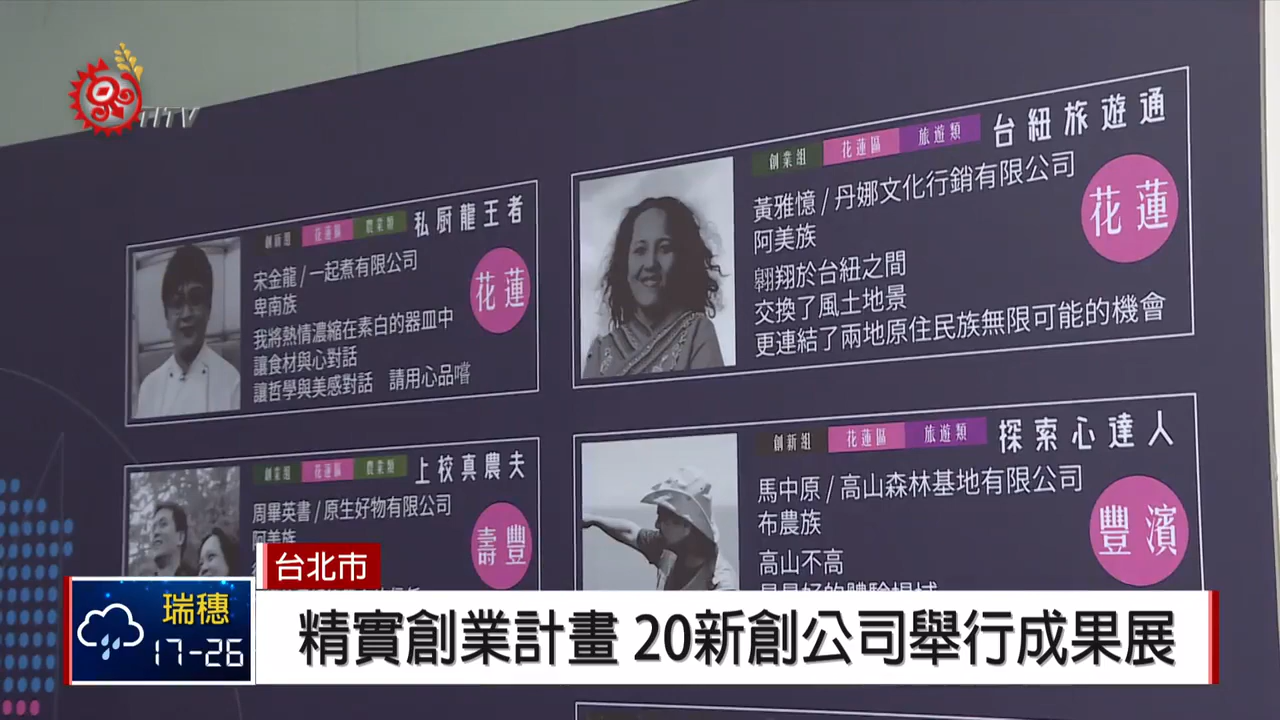 TITV
創新組 花蓮區 農業類 私厨龍王者
宋金龍/一起煮有限公司
卑南族
花蓮
我將熱情濃縮在素白的器皿中
讓食材與心對話
讓哲學與美感對話 請用心品嚐
創業組 花蓮區 旅遊類 台紐旅遊通
黃雅憶/丹娜文化行銷有限公司
阿美族
花蓮
翱翔於台紐之間
交換了風土地景
更連結了兩地原住民族無限可能的機會
創業組 花蓮區 農業類 上校真農夫
周畢英書/原生好物有限公司
阿美族
壽豐
創新組 花蓮區 旅遊類 探索心達人
馬中原/高山森林基地有限公司
布農族
豐濱
高山不高
台北市
瑞穗
17-26
精實創業計畫 20新創公司舉行成果展